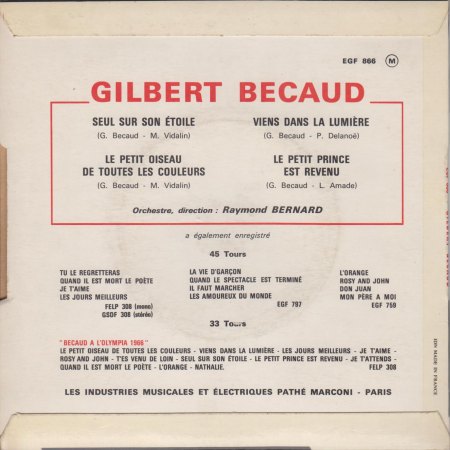 EGF 866 M
GILBERT BECAUD
SEUL SUR SON ÉTOILE
(G. Becaud - M. Vidalin)
VIENS DANS LA LUMIÈRE
(G. Becaud - P. Delanoë)
LE PETIT OISEAU
DE TOUTES LES COULEURS
(G. Becaud - M. Vidalin)
LE PETIT PRINCE
EST REVENU
(G. Becaud - L. Amade)
Orchestre, direction : Raymond BERNARD
a également enregistré
45 Tours
TU LE REGRETTERAS
QUAND IL EST MORT LE POÈTE
JE T'AIME
LES JOURS MEILLEURS
FELP 308 (mono)
GSDF 308 (stéréo)
LA VIE D'GARÇON
QUAND LE SPECTACLE EST TERMINÉ
IL FAUT MARCHER
LES AMOUREUX DU MONDE
EGF 797
L'ORANGE
ROSY AND JOHN
DON JUAN
MON PÈRE A MOI
EGF 759
33 Tours
"BECAUD A L'OLYMPIA 1966"
LE PETIT OISEAU DE TOUTES LES COULEURS - VIENS DANS LA LUMIÈRE - LES JOURS MEILLEURS - JE T'AIME -
ROSY AND JOHN - T'ES VENU DE LOIN - SEUL SUR SON ÉTOILE - LE PETIT PRINCE EST REVENU - JE T'ATTENDS -
QUAND IL EST MORT LE POÈTE - L'ORANGE - NATHALIE. FELP 308
LES INDUSTRIES MUSICALES ET ÉLECTRIQUES PATHÉ MARCONI - PARIS
MADE IN FRANCE